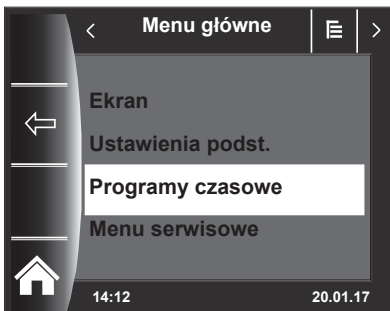 Menu główne
Ekran
Ustawienia podst.
Programy czasowe
Menu serwisowe
14:12 20.01.17